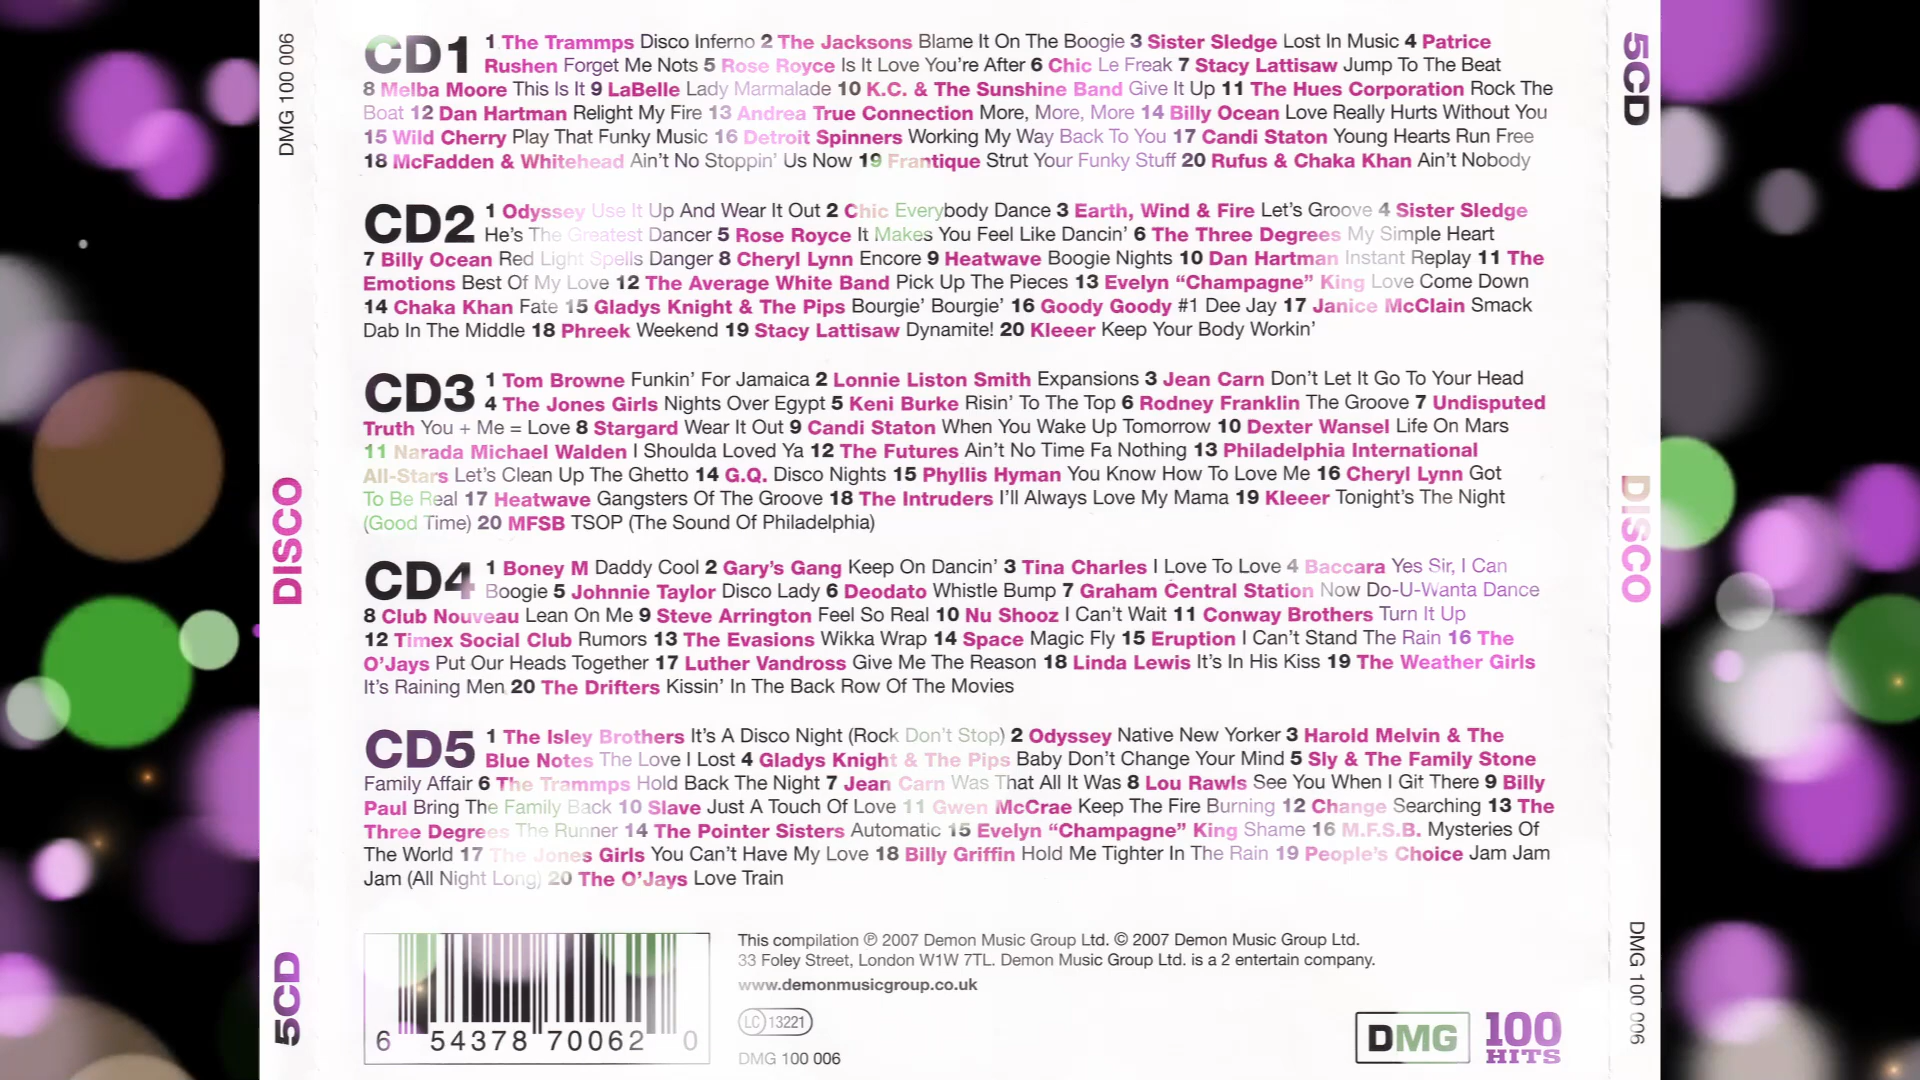 DMG 100 006
DISCO
5CD
CD1 1 The Trammps Disco Inferno 2 The Jacksons Blame It On The Boogie 3 Sister Sledge Lost In Music 4 Patrice
Rushen Forget Me Nots 5 Rose Royce Is It Love You're After 6 Chic Le Freak 7 Stacy Lattisaw Jump To The Beat
8 Melba Moore This Is It 9 LaBelle Lady Marmalade 10 K.C. & The Sunshine Band Give It Up 11 The Hues Corporation Rock The
Boat 12 Dan Hartman Relight My Fire 13 Andrea True Connection More, More, More 14 Billy Ocean Love Really Hurts Without You
15 Wild Cherry Play That Funky Music 16 Detroit Spinners Working My Way Back To You 17 Candi Staton Young Hearts Run Free
18 McFadden & Whitehead Ain't No Stoppin' Us Now 19 Frantique Strut Your Funky Stuff 20 Rufus & Chaka Khan Ain't Nobody
CD2 1 Odyssey Use It Up And Wear It Out 2 Chic Everybody Dance 3 Earth, Wind & Fire Let's Groove 4 Sister Sledge
He's The Greatest Dancer 5 Rose Royce It Makes You Feel Like Dancin' 6 The Three Degrees My Simple Heart
7 Billy Ocean Red Light Spells Danger 8 Cheryl Lynn Encore 9 Heatwave Boogie Nights 10 Dan Hartman Instant Replay 11 The
Emotions Best Of My Love 12 The Average White Band Pick Up The Pieces 13 Evelyn "Champagne" King Love Come Down
14 Chaka Khan Fate 15 Gladys Knight & The Pips Bourgie' Bourgie' 16 Goody Goody #1 Dee Jay 17 Janice McClain Smack
Dab In The Middle 18 Phreek Weekend 19 Stacy Lattisaw Dynamite! 20 Kleeer Keep Your Body Workin'
CD3 1 Tom Browne Funkin' For Jamaica 2 Lonnie Liston Smith Expansions 3 Jean Carn Don't Let It Go To Your Head
4 The Jones Girls Nights Over Egypt 5 Keni Burke Risin' To The Top 6 Rodney Franklin The Groove 7 Undisputed
Truth You + Me = Love 8 Stargard Wear It Out 9 Candi Staton When You Wake Up Tomorrow 10 Dexter Wansel Life On Mars
11 Narada Michael Walden I Shoulda Loved Ya 12 The Futures Ain't No Time Fa Nothing 13 Philadelphia International
All-Stars Let's Clean Up The Ghetto 14 G.Q. Disco Nights 15 Phyllis Hyman You Know How To Love Me 16 Cheryl Lynn Got
To Be Real 17 Heatwave Gangsters Of The Groove 18 The Intruders I'll Always Love My Mama 19 Kleeer Tonight's The Night
(Good Time) 20 MFSB TSOP (The Sound Of Philadelphia)
CD4 1 Boney M Daddy Cool 2 Gary's Gang Keep On Dancin' 3 Tina Charles I Love To Love 4 Baccara Yes Sir, I Can
Boogie 5 Johnnie Taylor Disco Lady 6 Deodato Whistle Bump 7 Graham Central Station Now Do-U-Wanta Dance
8 Club Nouveau Lean On Me 9 Steve Arrington Feel So Real 10 Nu Shooz I Can't Wait 11 Conway Brothers Turn It Up
12 Timex Social Club Rumors 13 The Evasions Wikka Wrap 14 Space Magic Fly 15 Eruption I Can't Stand The Rain 16 The
O'Jays Put Our Heads Together 17 Luther Vandross Give Me The Reason 18 Linda Lewis It's In His Kiss 19 The Weather Girls
It's Raining Men 20 The Drifters Kissin' In The Back Row Of The Movies
CD5 1 The Isley Brothers It's A Disco Night (Rock Don't Stop) 2 Odyssey Native New Yorker 3 Harold Melvin & The
Blue Notes The Love I Lost 4 Gladys Knight & The Pips Baby Don't Change Your Mind 5 Sly & The Family Stone
Family Affair 6 The Trammps Hold Back The Night 7 Jean Carn Was That All It Was 8 Lou Rawls See You When I Git There 9 Billy
Paul Bring The Family Back 10 Slave Just A Touch Of Love 11 Gwen McCrae Keep The Fire Burning 12 Change Searching 13 The
Three Degrees The Runner 14 The Pointer Sisters Automatic 15 Evelyn "Champagne" King Shame 16 M.F.S.B. Mysteries Of
The World 17 The Jones Girls You Can't Have My Love 18 Billy Griffin Hold Me Tighter In The Rain 19 People's Choice Jam Jam
Jam (All Night Long) 20 The O'Jays Love Train
6 54378 70062 0
This compilation ℗ 2007 Demon Music Group Ltd. © 2007 Demon Music Group Ltd.
33 Foley Street, London W1W 7TL. Demon Music Group Ltd. is a 2 entertain company.
www.demonmusicgroup.co.uk
LC 13221
DMG 100 006
DMG
100
HITS
5CD
DISCO
DMG 100 006